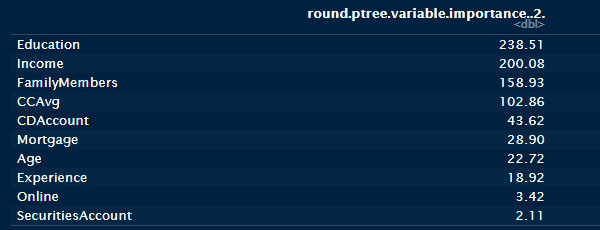 round.ptree.variable.importance..2.
<dbl>
Education 238.51
Income 200.08
FamilyMembers 158.93
CCAvg 102.86
CDAccount 43.62
Mortgage 28.90
Age 22.72
Experience 18.92
Online 3.42
SecuritiesAccount 2.11